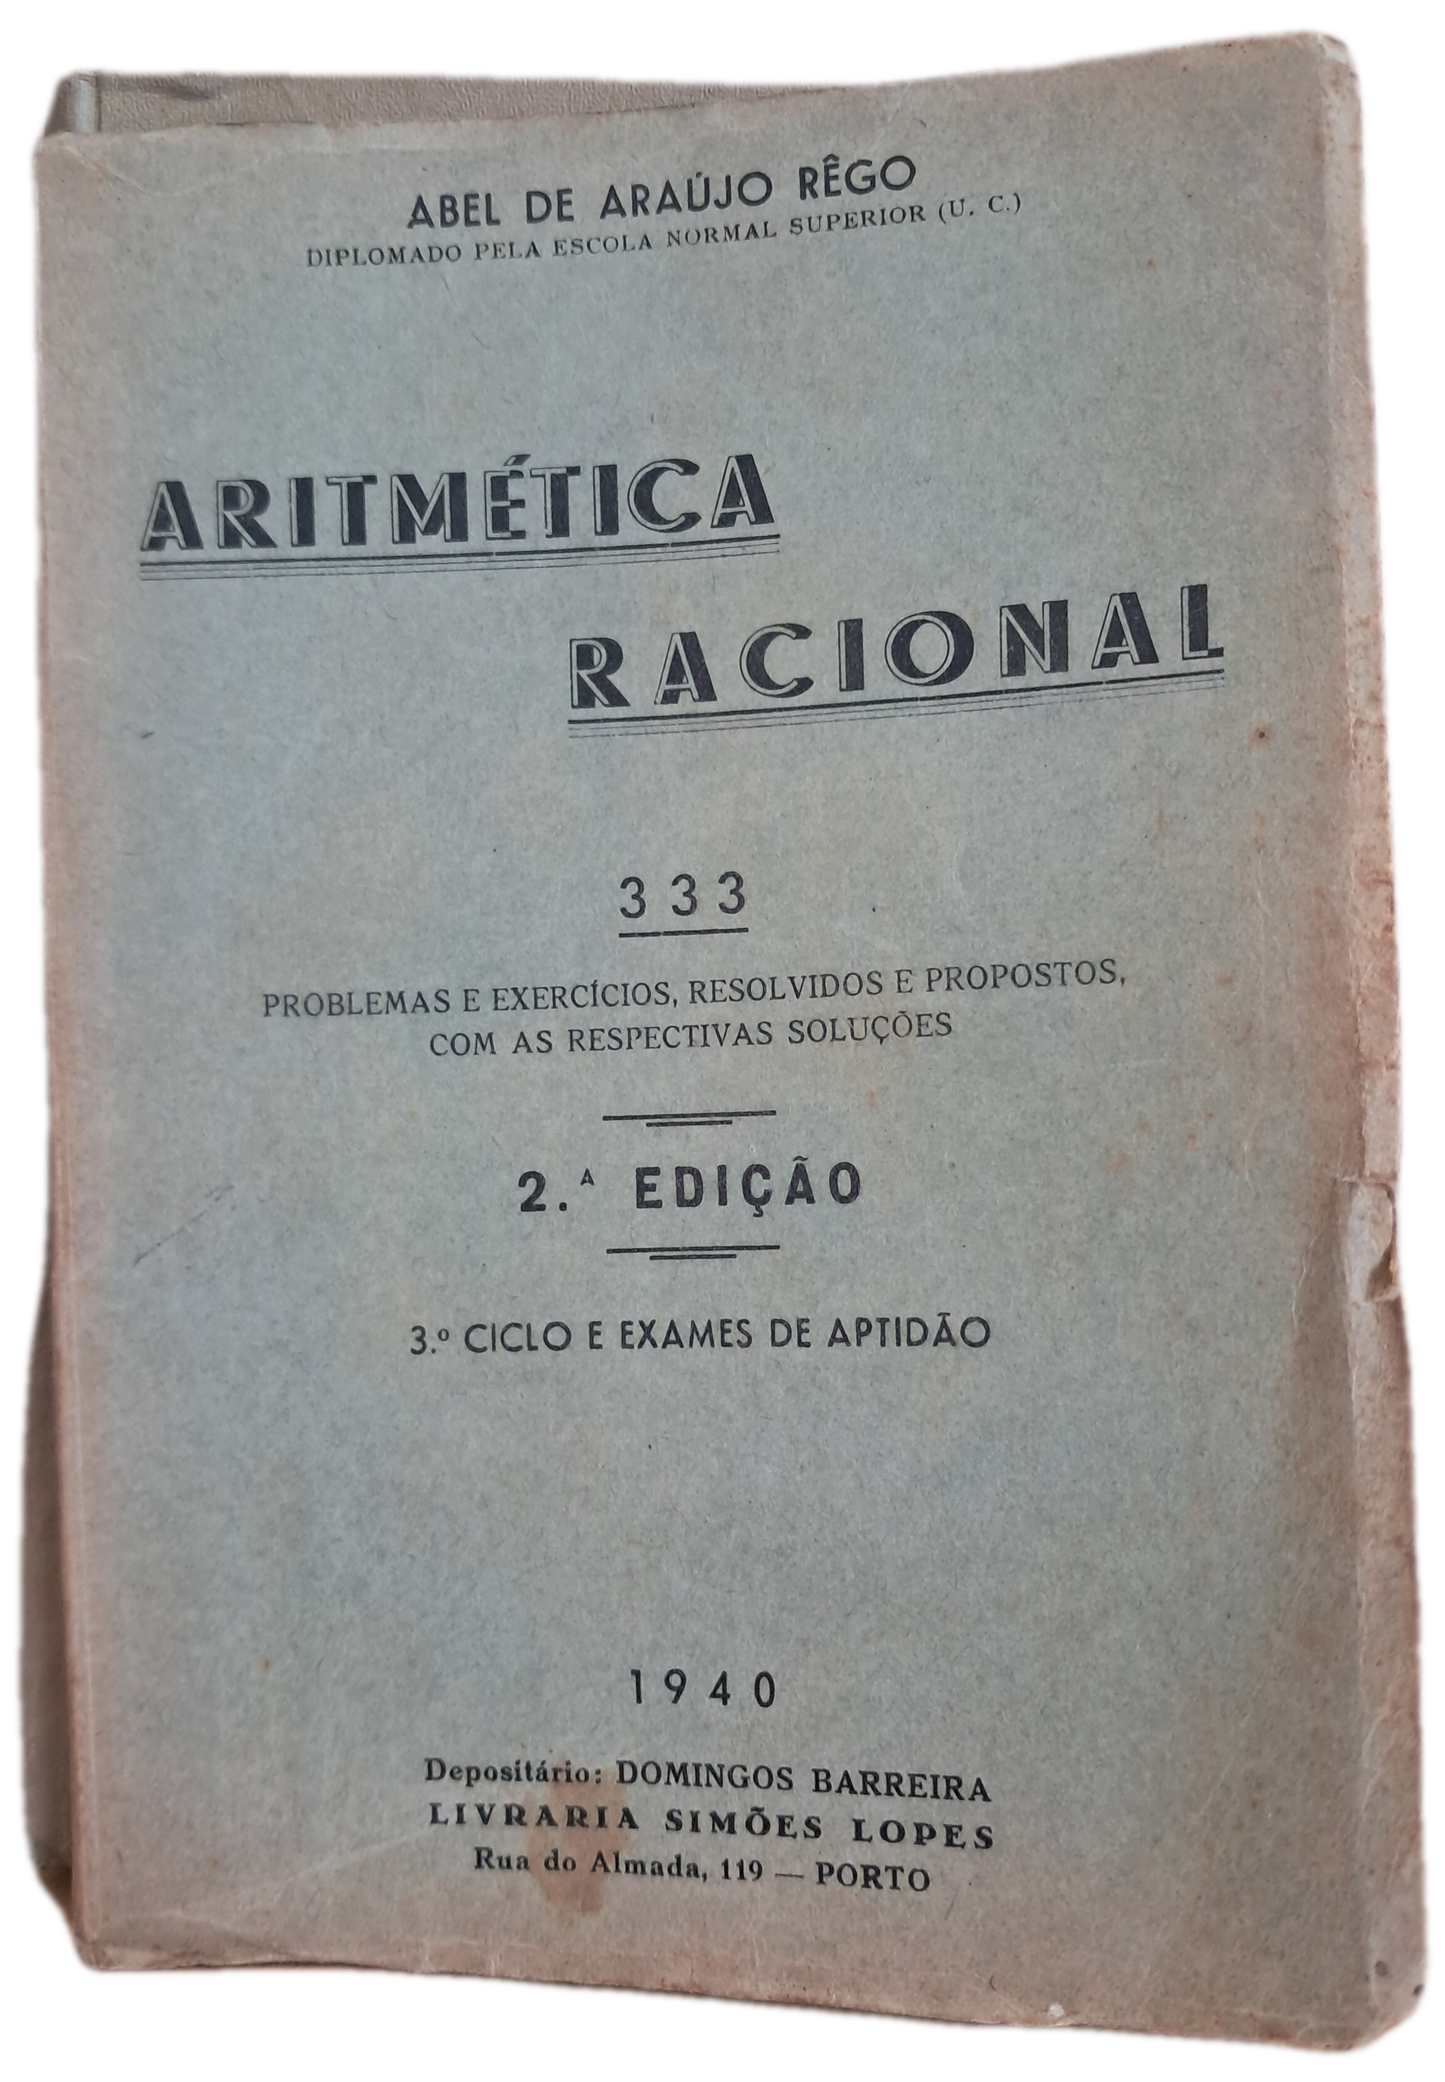 ABEL DE ARAÚJO RÊGO
DIPLOMADO PELA ESCOLA NORMAL SUPERIOR (U. C.)
ARITMÉTICA
RACIONAL
333
PROBLEMAS E EXERCÍCIOS, RESOLVIDOS E PROPOSTOS,
COM AS RESPECTIVAS SOLUÇÕES
2.ᴬ EDIÇÃO
3.º CICLO E EXAMES DE APTIDÃO
1940
Depositário: DOMINGOS BARREIRA
LIVRARIA SIMÕES LOPES
Rua do Almada, 119 — PORTO